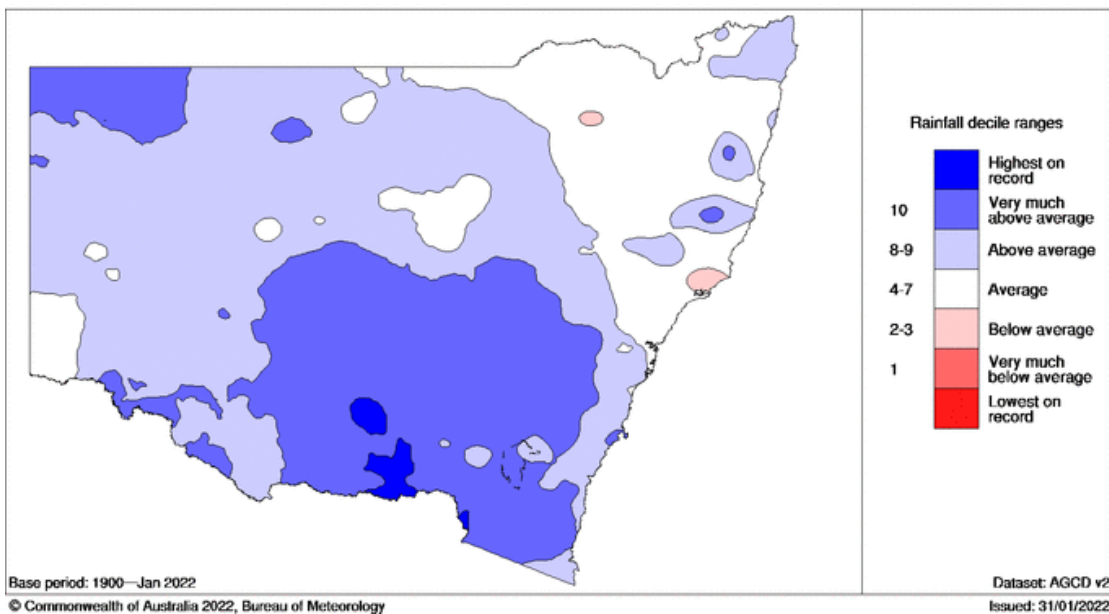 Rainfall decile ranges
Highest on
record
10 Very much
above average
8-9 Above average
4-7 Average
2-3 Below average
1 Very much
below average
Lowest on
record
Base period: 1900—Jan 2022
Dataset: AGCD v2
© Commonwealth of Australia 2022, Bureau of Meteorology
Issued: 31/01/2022